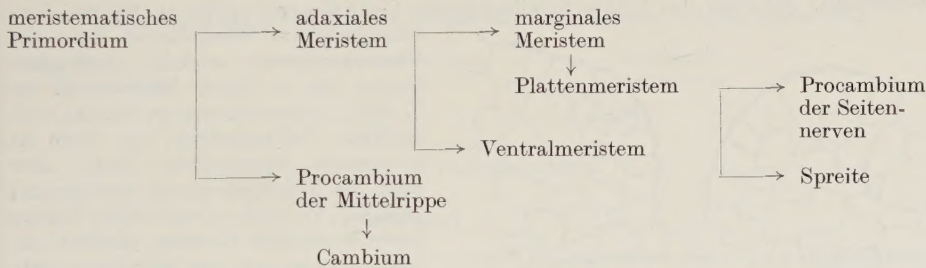 meristematisches
Primordium
adaxiales
Meristem
marginales
Meristem
Plattenmeristem
Procambium
der Seiten-
nerven
Ventralmeristem
Spreite
Procambium
der Mittelrippe
Cambium